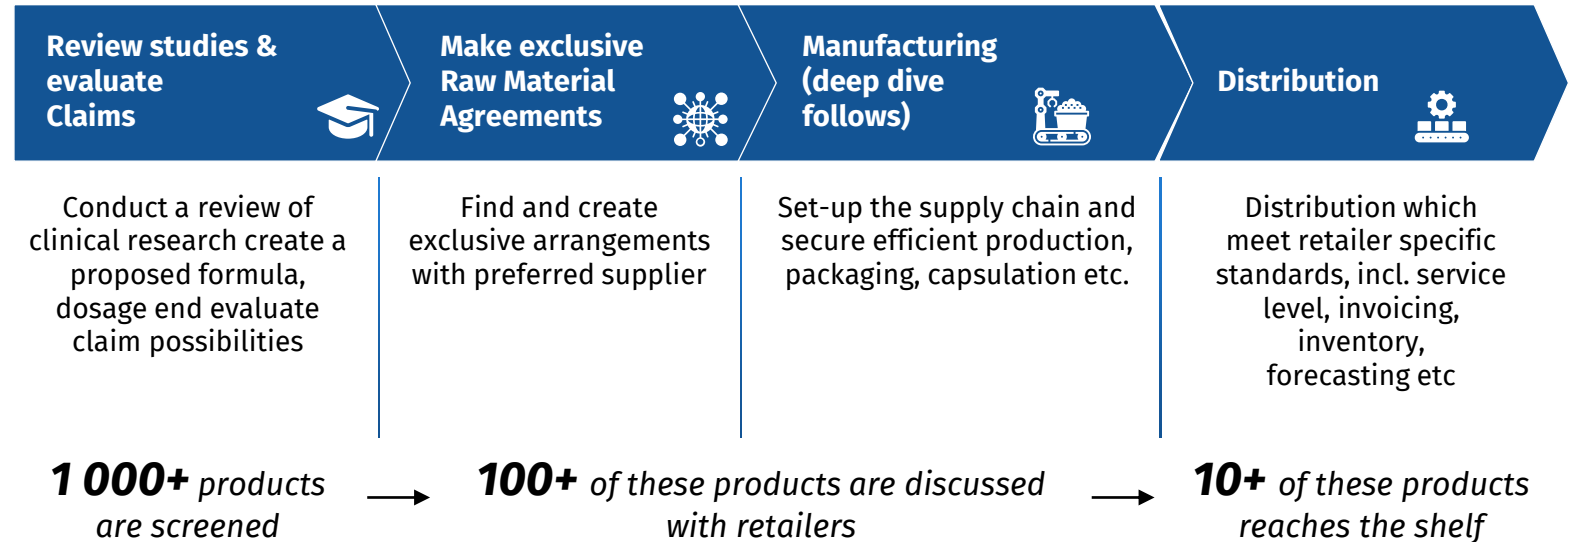 Review studies &
evaluate
Claims
Make exclusive
Raw Material
Agreements
Manufacturing
(deep dive
follows)
Distribution
Conduct a review of
clinical research create a
proposed formula,
dosage end evaluate
claim possibilities
Find and create
exclusive arrangements
with preferred supplier
Set-up the supply chain and
secure efficient production,
packaging, capsulation etc.
Distribution which
meet retailer specific
standards, incl. service
level, invoicing,
inventory,
forecasting etc
1 000+ products
are screened
100+ of these products are discussed
with retailers
10+ of these products
reaches the shelf